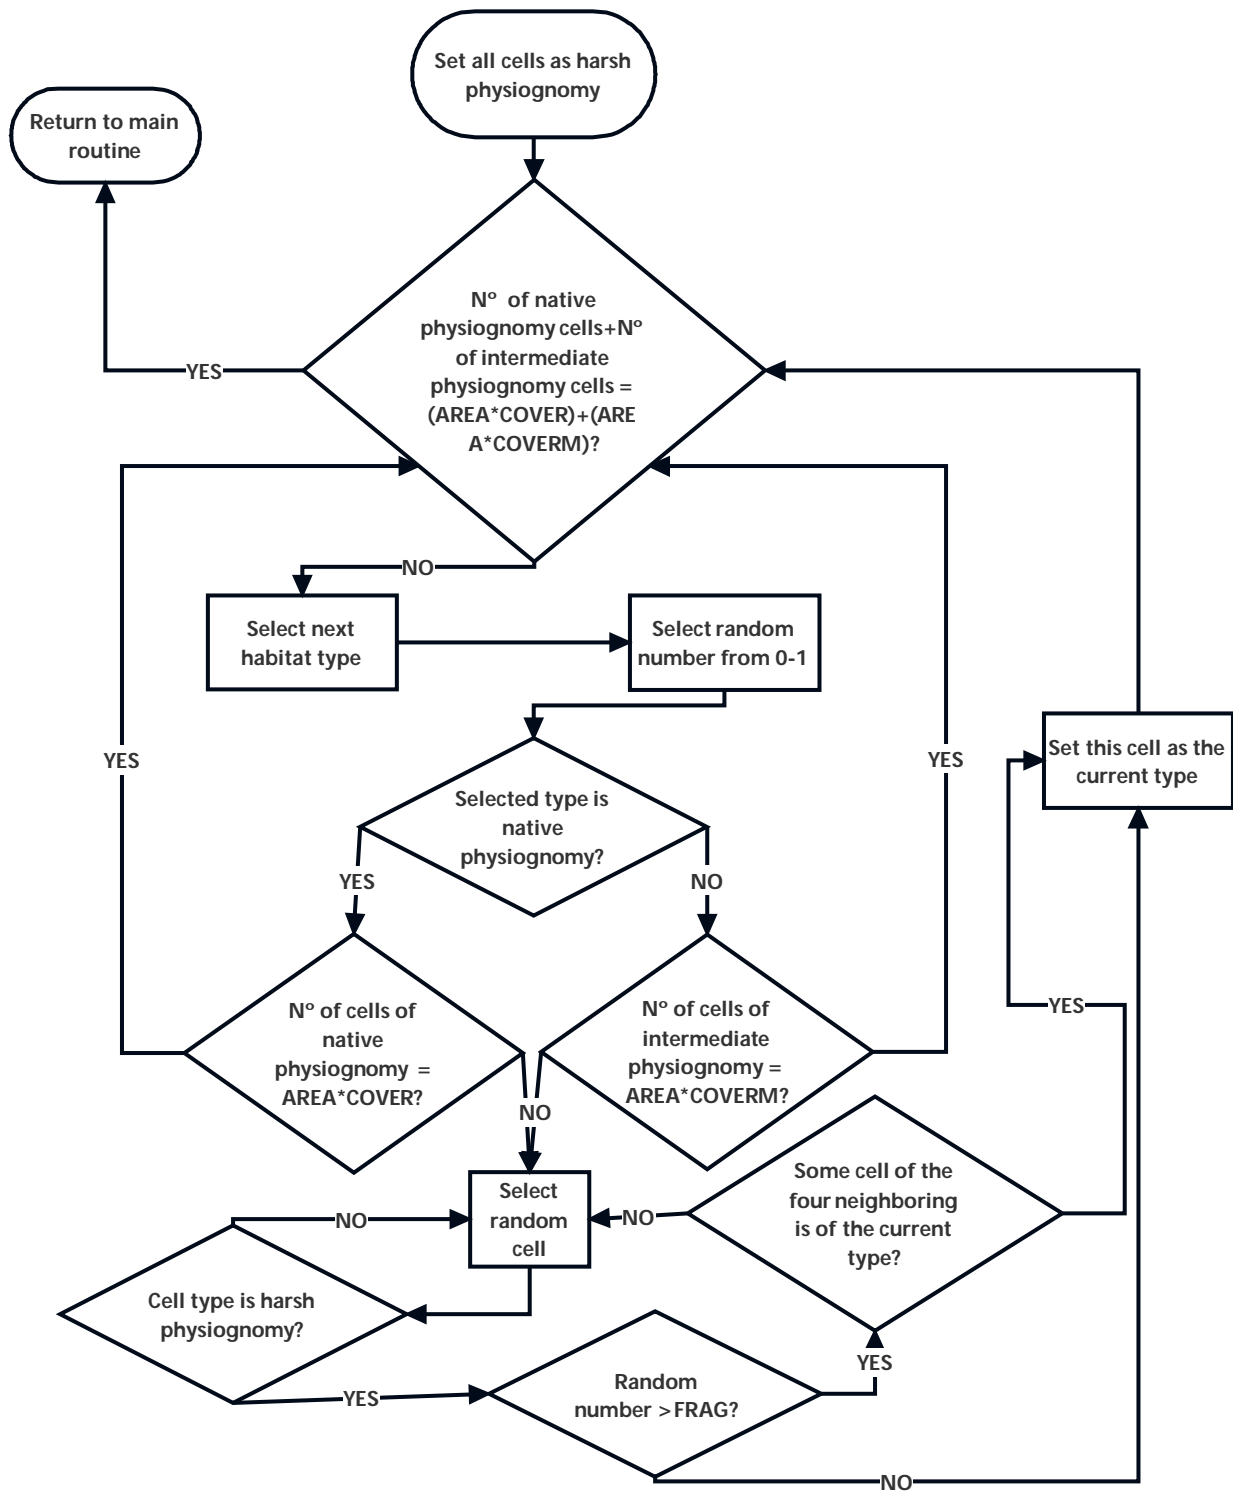 Set all cells as harsh
physiognomy
Return to main
routine
Nº of native
physiognomy cells+Nº
of intermediate
physiognomy cells =
(AREA*COVER)+(ARE
A*COVERM)?
YES
NO
Select next
habitat type
Select random
number from 0-1
YES
YES
Set this cell as the
current type
Selected type is
native
physiognomy?
YES
NO
Nº of cells of
native
physiognomy =
AREA*COVER?
Nº of cells of
intermediate
physiognomy =
AREA*COVERM?
YES
NO
Select
random
cell
Some cell of the
four neighboring
is of the current
type?
NO
NO
Cell type is harsh
physiognomy?
YES
YES
Random
number >FRAG?
NO